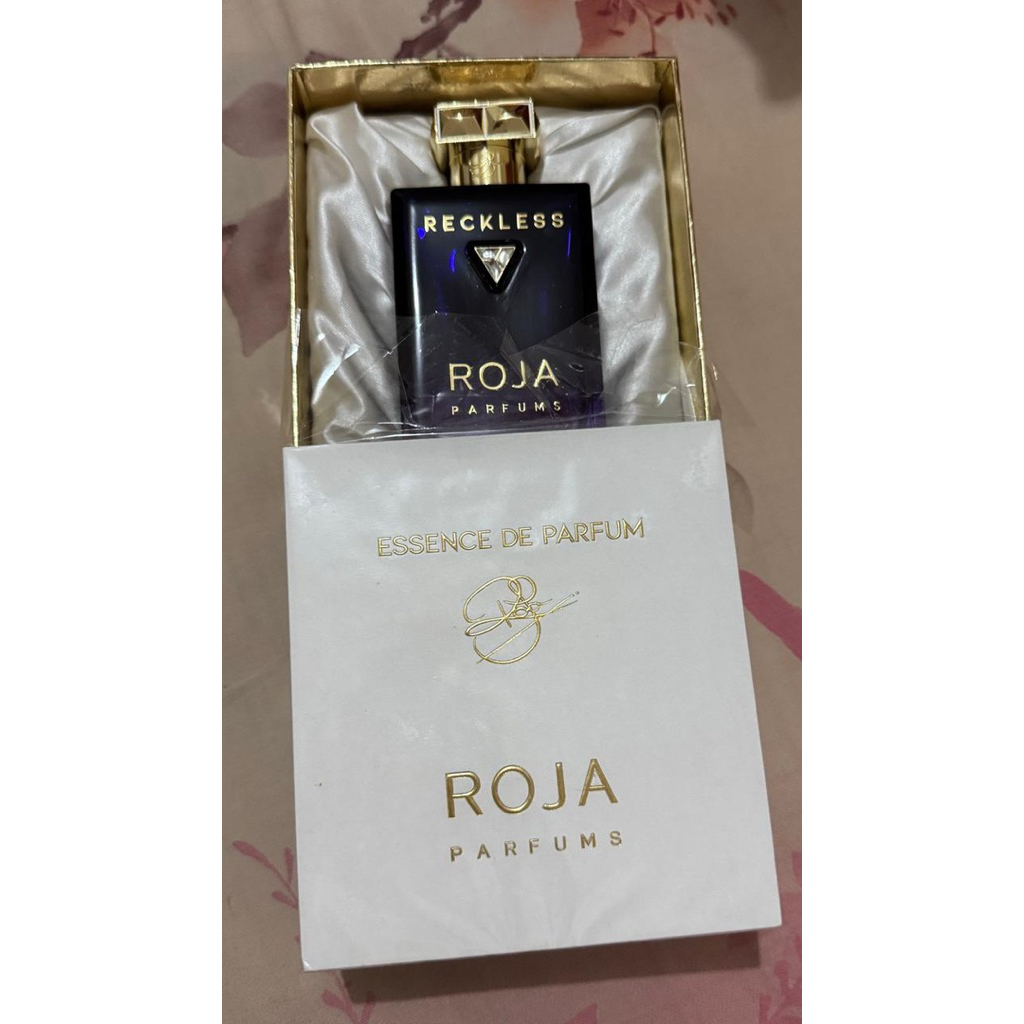 RECKLESS
ROJA
PARFUMS
ESSENCE DE PARFUM
ROJA
PARFUMS